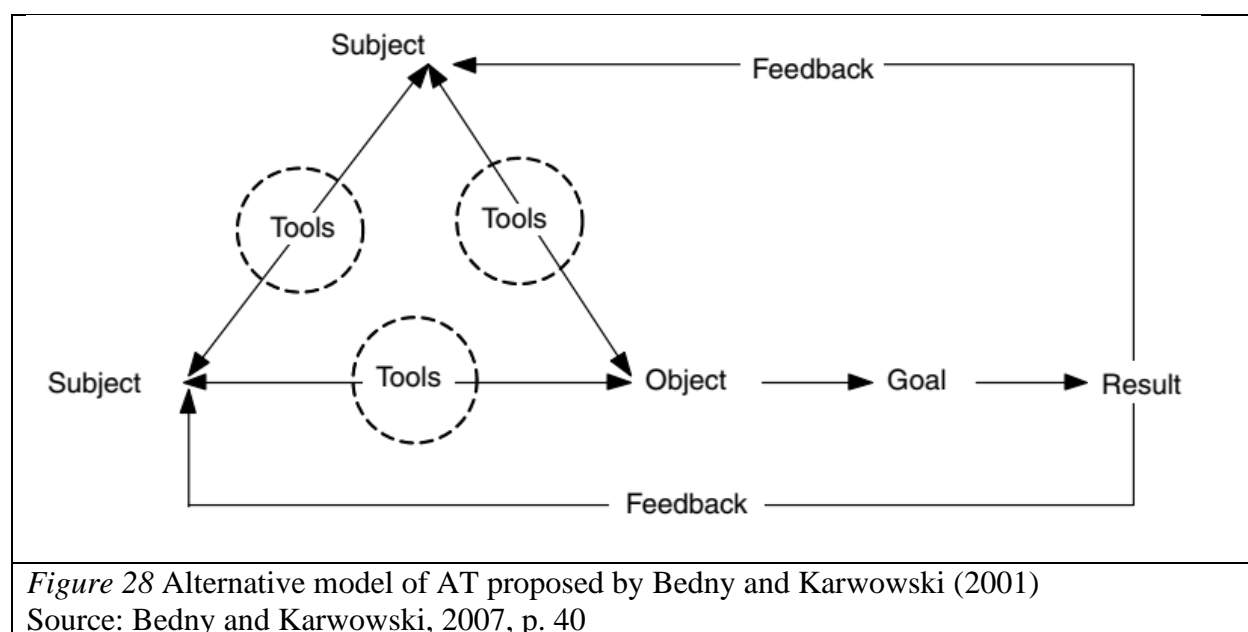 Subject
Feedback
Tools
Tools
Subject
Tools
Object
Goal
Result
Feedback
Figure 28 Alternative model of AT proposed by Bedny and Karwowski (2001)
Source: Bedny and Karwowski, 2007, p. 40